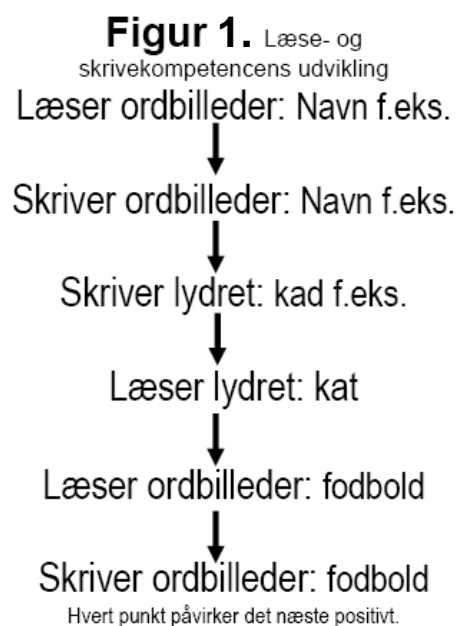 Figur 1. Læse- og
skrivekompetencens udvikling
Læser ordbilleder: Navn f.eks.
Skriver ordbilleder: Navn f.eks.
Skriver lydret: kad f.eks.
Læser lydret: kat
Læser ordbilleder: fodbold
Skriver ordbilleder: fodbold
Hvert punkt påvirker det næste positivt.